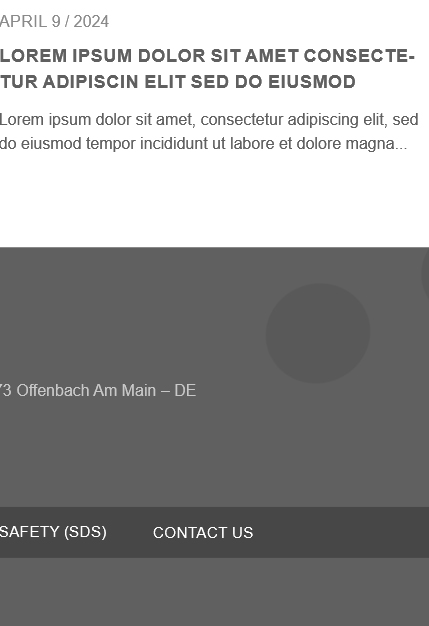 APRIL 9 / 2024
LOREM IPSUM DOLOR SIT AMET CONSECTE-
TUR ADIPISCIN ELIT SED DO EIUSMOD
Lorem ipsum dolor sit amet, consectetur adipiscing elit, sed
do eiusmod tempor incididunt ut labore et dolore magna...
73 Offenbach Am Main – DE
SAFETY (SDS) CONTACT US